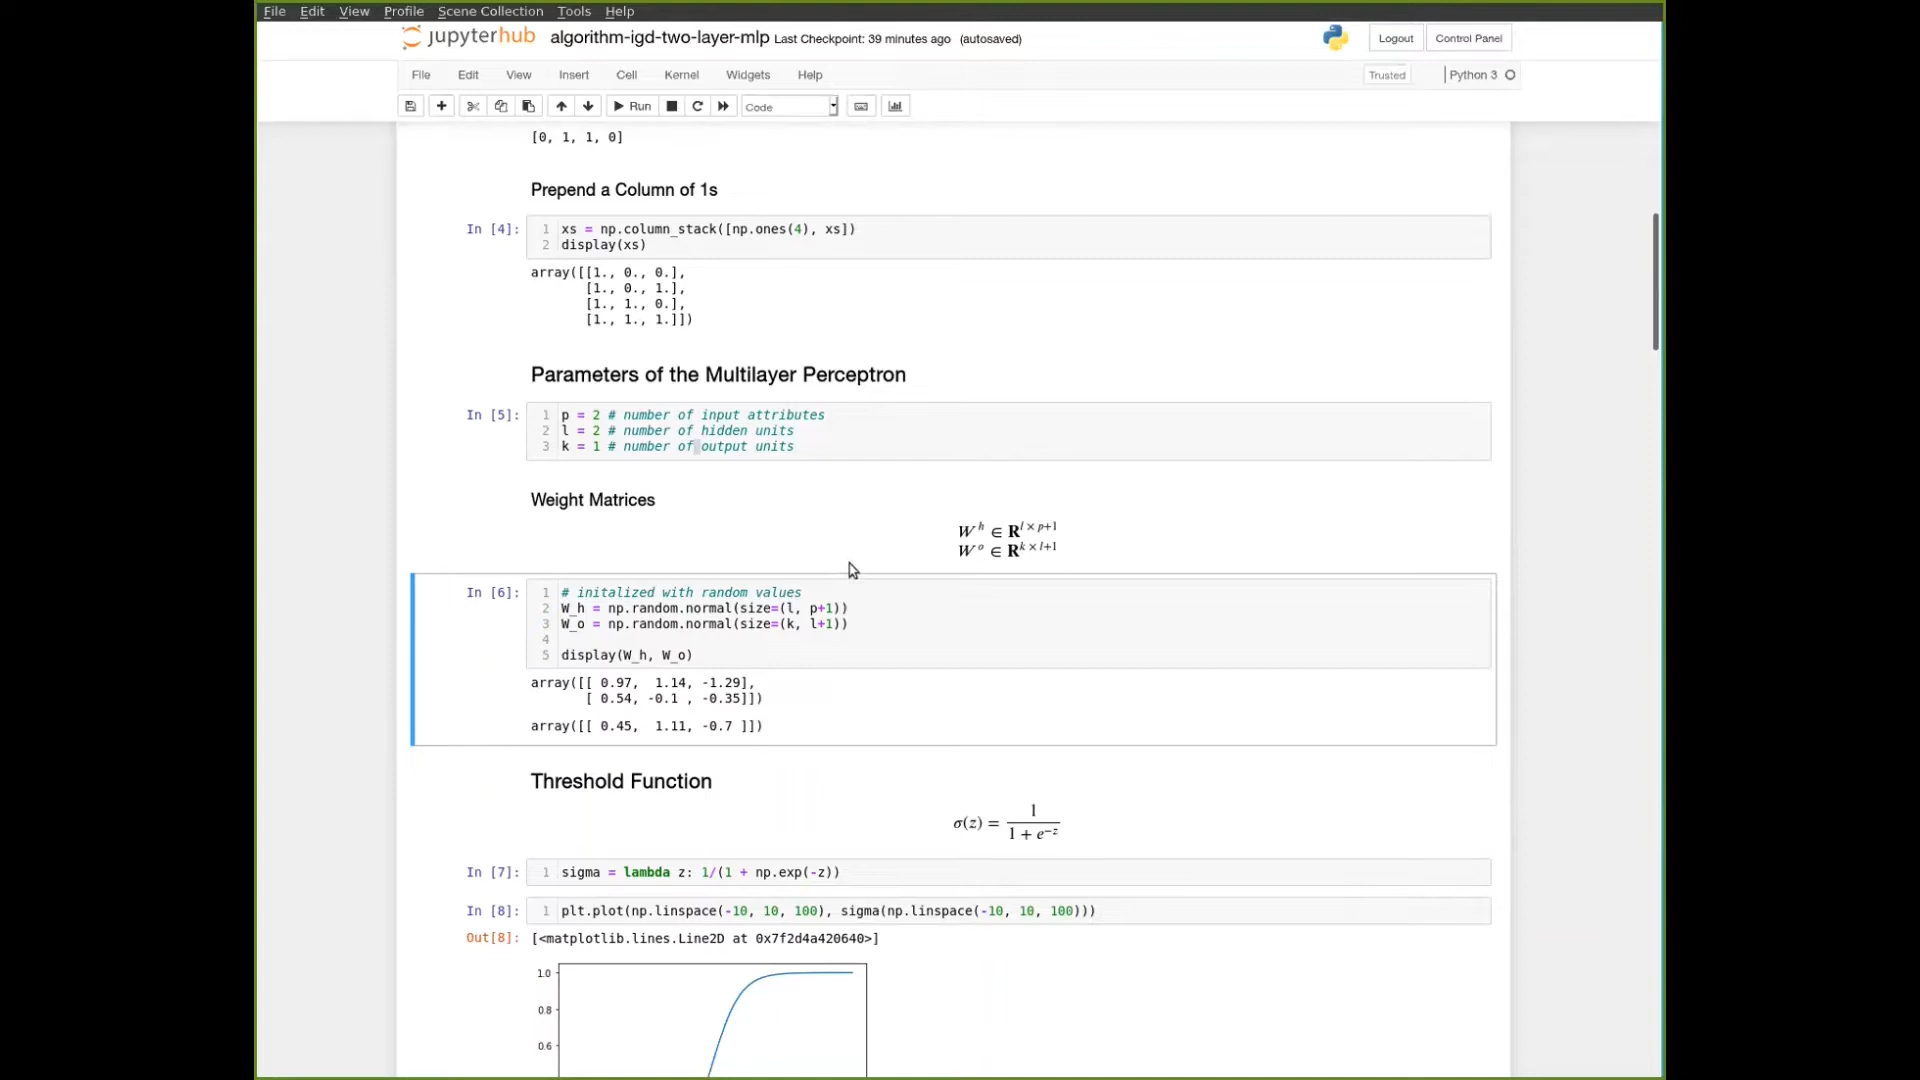 File Edit View Profile Scene Collection Tools Help
jupyterhub algorithm-igd-two-layer-mlp Last Checkpoint: 39 minutes ago (autosaved) Logout Control Panel
File Edit View Insert Cell Kernel Widgets Help Trusted Python 3
Run Code
[0, 1, 1, 0]
Prepend a Column of 1s
In [4]: 1 xs = np.column_stack([np.ones(4), xs])
2 display(xs)
array([[1., 0., 0.],
[1., 0., 1.],
[1., 1., 0.],
[1., 1., 1.]])
Parameters of the Multilayer Perceptron
In [5]: 1 p = 2 # number of input attributes
2 l = 2 # number of hidden units
3 k = 1 # number of output units
Weight Matrices
W^h ∈ R^{l×p+1}
W^o ∈ R^{k×l+1}
In [6]: 1 # initalized with random values
2 W_h = np.random.normal(size=(l, p+1))
3 W_o = np.random.normal(size=(k, l+1))
4
5 display(W_h, W_o)
array([[ 0.97, 1.14, -1.29],
[ 0.54, -0.1 , -0.35]])
array([[ 0.45, 1.11, -0.7 ]])
Threshold Function
σ(z) = 1 / (1 + e^{−z})
In [7]: 1 sigma = lambda z: 1/(1 + np.exp(-z))
In [8]: 1 plt.plot(np.linspace(-10, 10, 100), sigma(np.linspace(-10, 10, 100)))
Out[8]: [<matplotlib.lines.Line2D at 0x7f2d4a420640>]
1.0
0.8
0.6